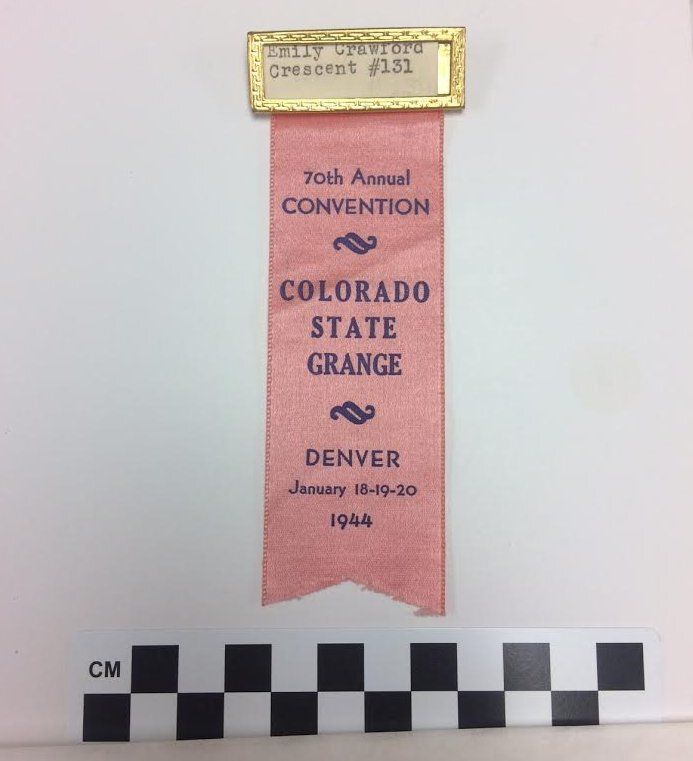 Emily Crawford
Crescent #131
70th Annual
CONVENTION
COLORADO
STATE
GRANGE
DENVER
January 18-19-20
1944
CM